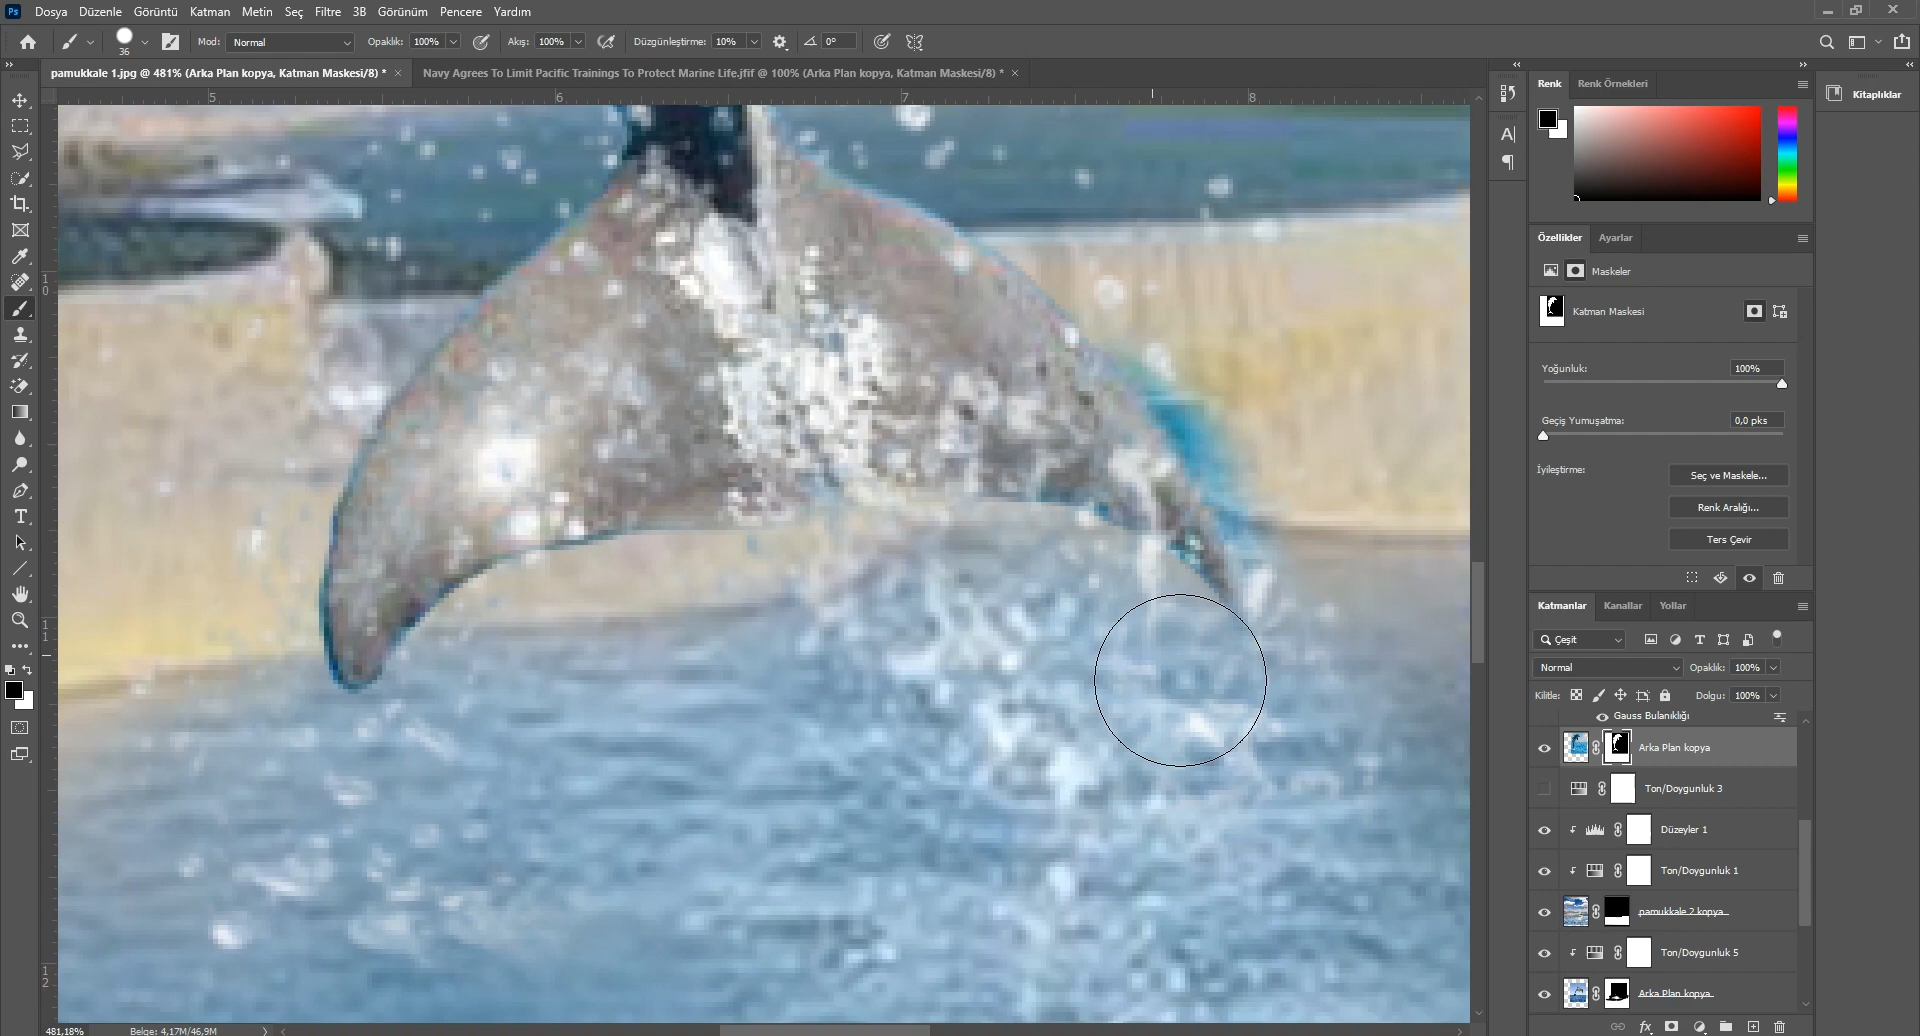 Ps Dosya Düzenle Görüntü Katman Metin Seç Filtre 3B Görünüm Pencere Yardım
36 Mod: Normal Opaklık: 100% Akış: 100% Düzgünleştirme: 10% 0°
pamukkale 1.jpg @ 481% (Arka Plan kopya, Katman Maskesi/8) * × Navy Agrees To Limit Pacific Trainings To Protect Marine Life.jfif @ 100% (Arka Plan kopya, Katman Maskesi/8) * ×
5 6 7 8
10
11
12
Renk Renk Örnekleri
Kitaplıklar
Özellikler Ayarlar
Maskeler
Katman Maskesi
Yoğunluk: 100%
Geçiş Yumuşatma: 0,0 pks
İyileştirme: Seç ve Maskele...
Renk Aralığı...
Ters Çevir
Katmanlar Kanallar Yollar
Çeşit
Normal Opaklık: 100%
Kilitle: Dolgu: 100%
Gauss Bulanıklığı
Arka Plan kopya
Ton/Doygunluk 3
Düzeyler 1
Ton/Doygunluk 1
pamukkale 2 kopya
Ton/Doygunluk 5
Arka Plan kopya
fx
481,18% Belge: 4,17M/46,9M